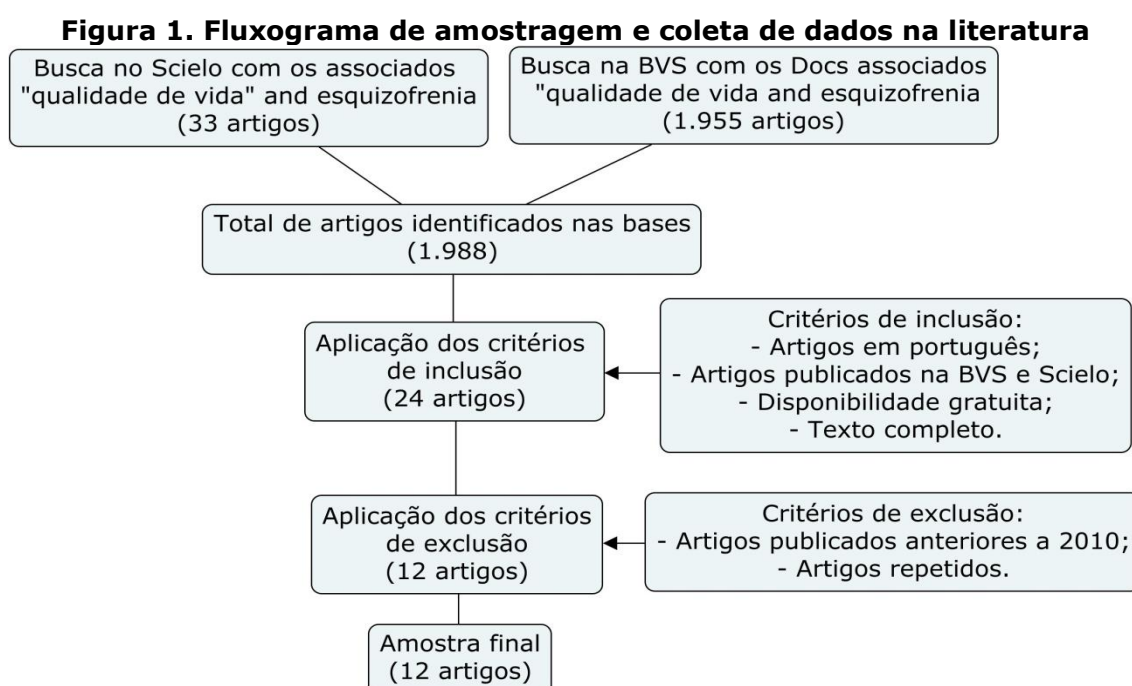 Figura 1. Fluxograma de amostragem e coleta de dados na literatura
Busca no Scielo com os associados
"qualidade de vida" and esquizofrenia
(33 artigos)
Busca na BVS com os Docs associados
"qualidade de vida and esquizofrenia
(1.955 artigos)
Total de artigos identificados nas bases
(1.988)
Aplicação dos critérios
de inclusão
(24 artigos)
Critérios de inclusão:
- Artigos em português;
- Artigos publicados na BVS e Scielo;
- Disponibilidade gratuita;
- Texto completo.
Aplicação dos critérios
de exclusão
(12 artigos)
Critérios de exclusão:
- Artigos publicados anteriores a 2010;
- Artigos repetidos.
Amostra final
(12 artigos)